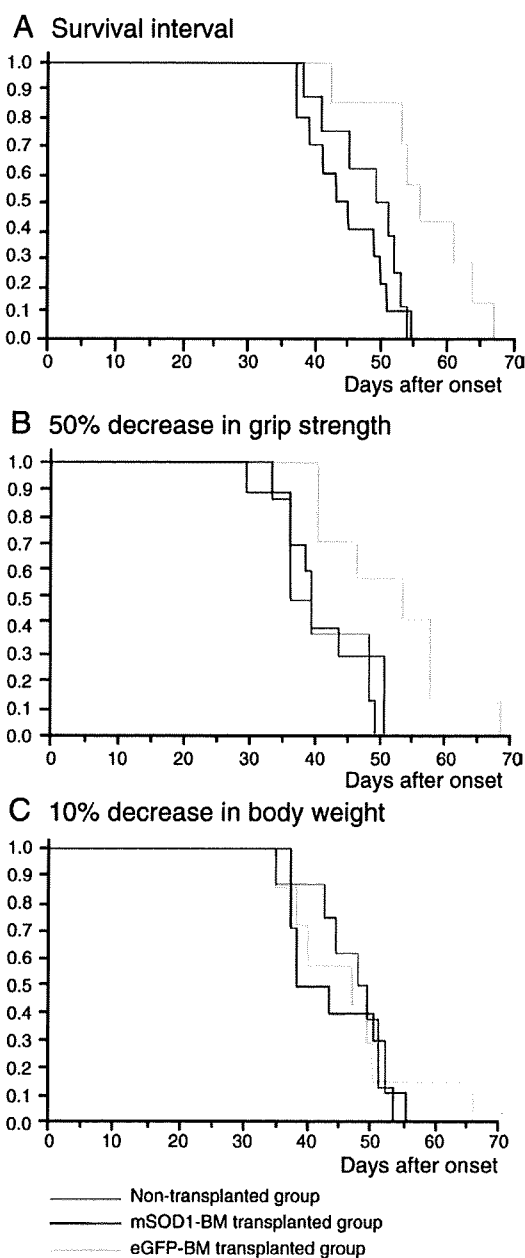 A Survival interval
1.0
0.9
0.8
0.7
0.6
0.5
0.4
0.3
0.2
0.1
0.0
0 10 20 30 40 50 60 70
Days after onset
B 50% decrease in grip strength
1.0
0.9
0.8
0.7
0.6
0.5
0.4
0.3
0.2
0.1
0.0
0 10 20 30 40 50 60 70
Days after onset
C 10% decrease in body weight
1.0
0.9
0.8
0.7
0.6
0.5
0.4
0.3
0.2
0.1
0.0
0 10 20 30 40 50 60 70
Days after onset
Non-transplanted group
mSOD1-BM transplanted group
eGFP-BM transplanted group